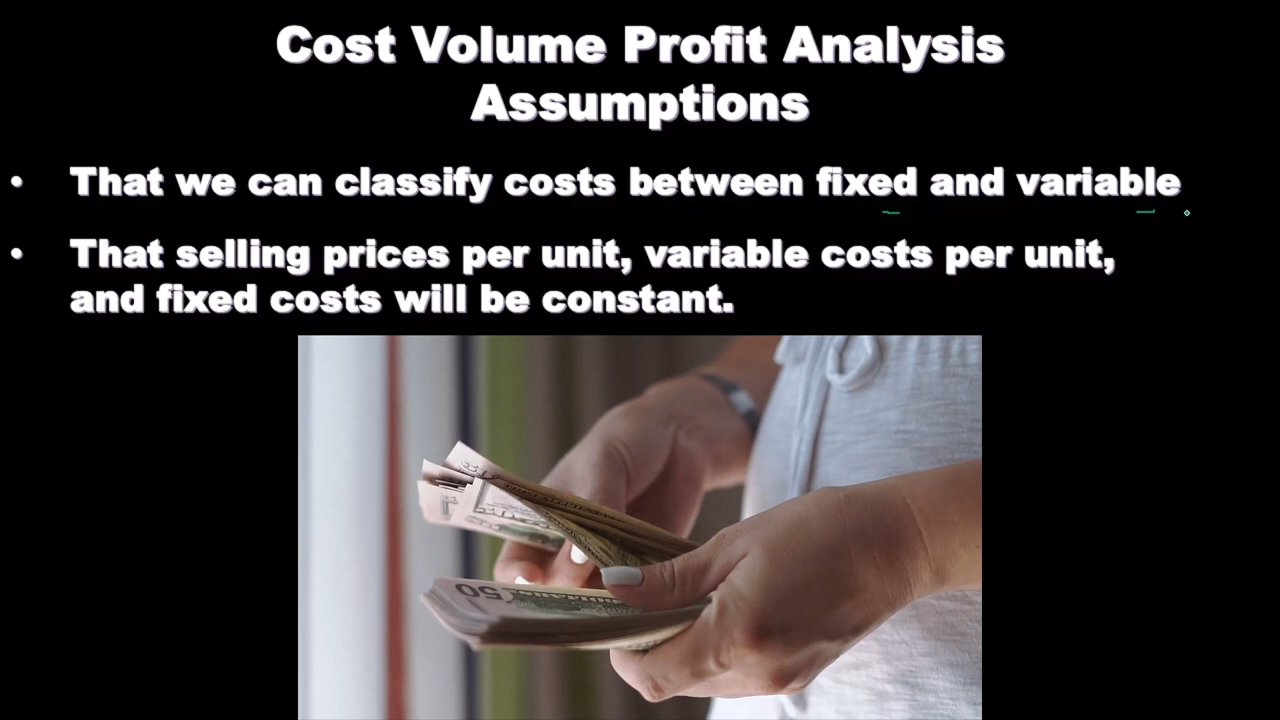 Cost Volume Profit Analysis
Assumptions
• That we can classify costs between fixed and variable
• That selling prices per unit, variable costs per unit,
and fixed costs will be constant.
50